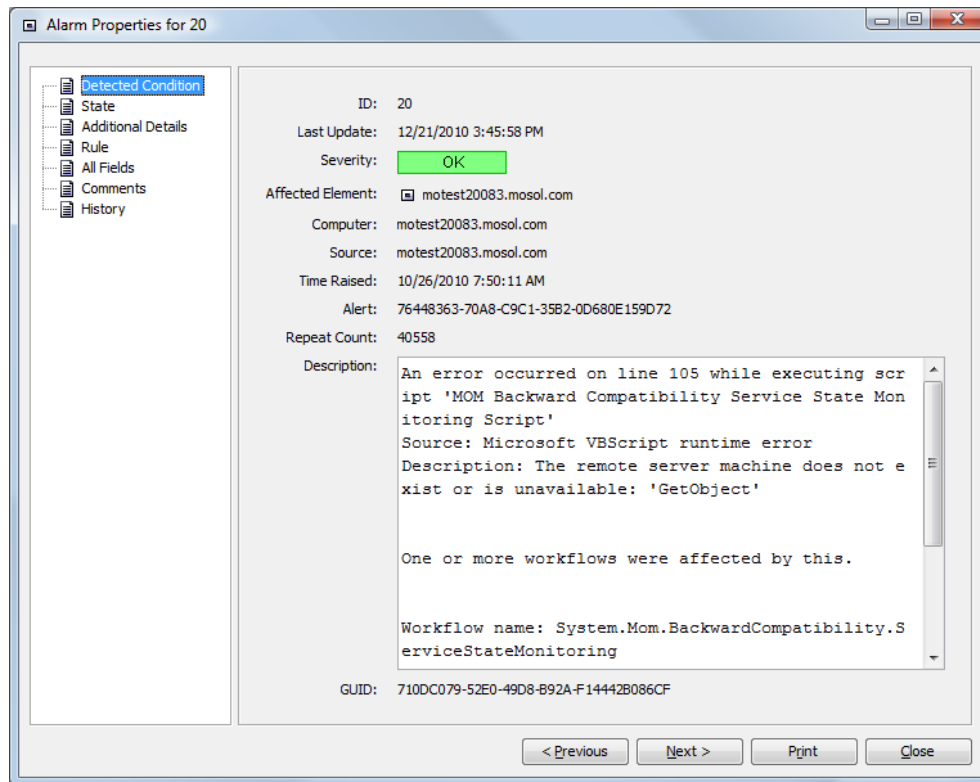 Alarm Properties for 20
Detected Condition
State
Additional Details
Rule
All Fields
Comments
History
ID: 20
Last Update: 12/21/2010 3:45:58 PM
Severity: OK
Affected Element: motest20083.mosol.com
Computer: motest20083.mosol.com
Source: motest20083.mosol.com
Time Raised: 10/26/2010 7:50:11 AM
Alert: 76448363-70A8-C9C1-35B2-0D680E159D72
Repeat Count: 40558
Description:
An error occurred on line 105 while executing scr
ipt 'MOM Backward Compatibility Service State Mon
itoring Script'
Source: Microsoft VBScript runtime error
Description: The remote server machine does not e
xist or is unavailable: 'GetObject'
One or more workflows were affected by this.
Workflow name: System.Mom.BackwardCompatibility.S
erviceStateMonitoring
GUID: 710DC079-52E0-49D8-B92A-F14442B086CF
< Previous Next > Print Close